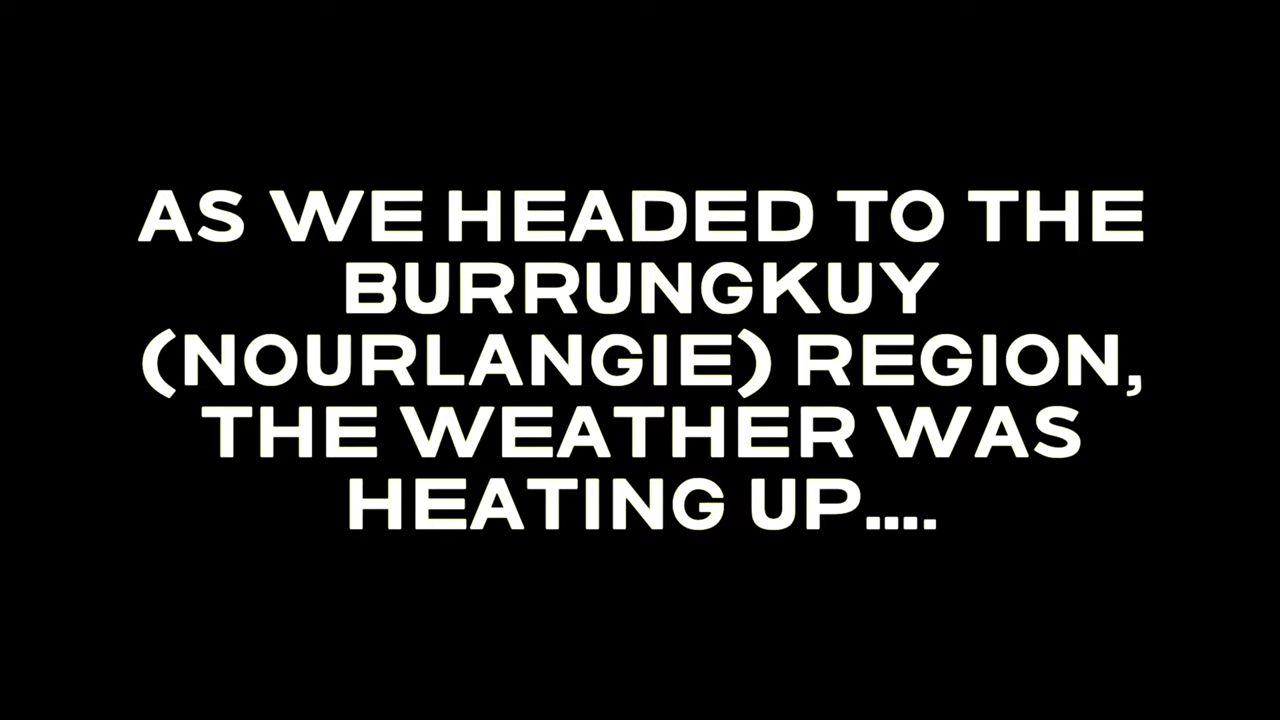 AS WE HEADED TO THE
BURRUNGKUY
(NOURLANGIE) REGION,
THE WEATHER WAS
HEATING UP....